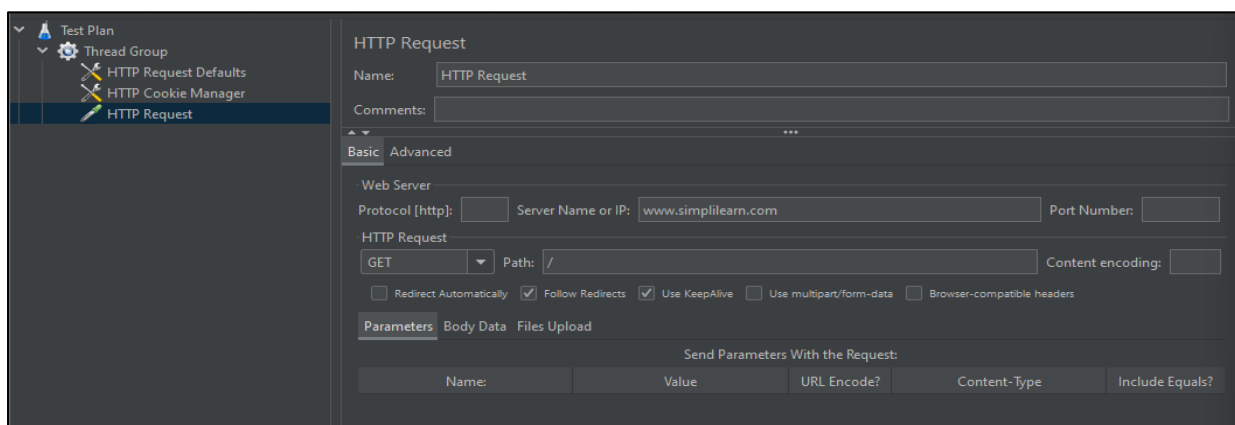 Test Plan
Thread Group
HTTP Request Defaults
HTTP Cookie Manager
HTTP Request
HTTP Request
Name: HTTP Request
Comments:
Basic Advanced
Web Server
Protocol [http]: Server Name or IP: www.simplilearn.com Port Number:
HTTP Request
GET Path: / Content encoding:
Redirect Automatically Follow Redirects Use KeepAlive Use multipart/form-data Browser-compatible headers
Parameters Body Data Files Upload
Send Parameters With the Request:
Name: Value URL Encode? Content-Type Include Equals?